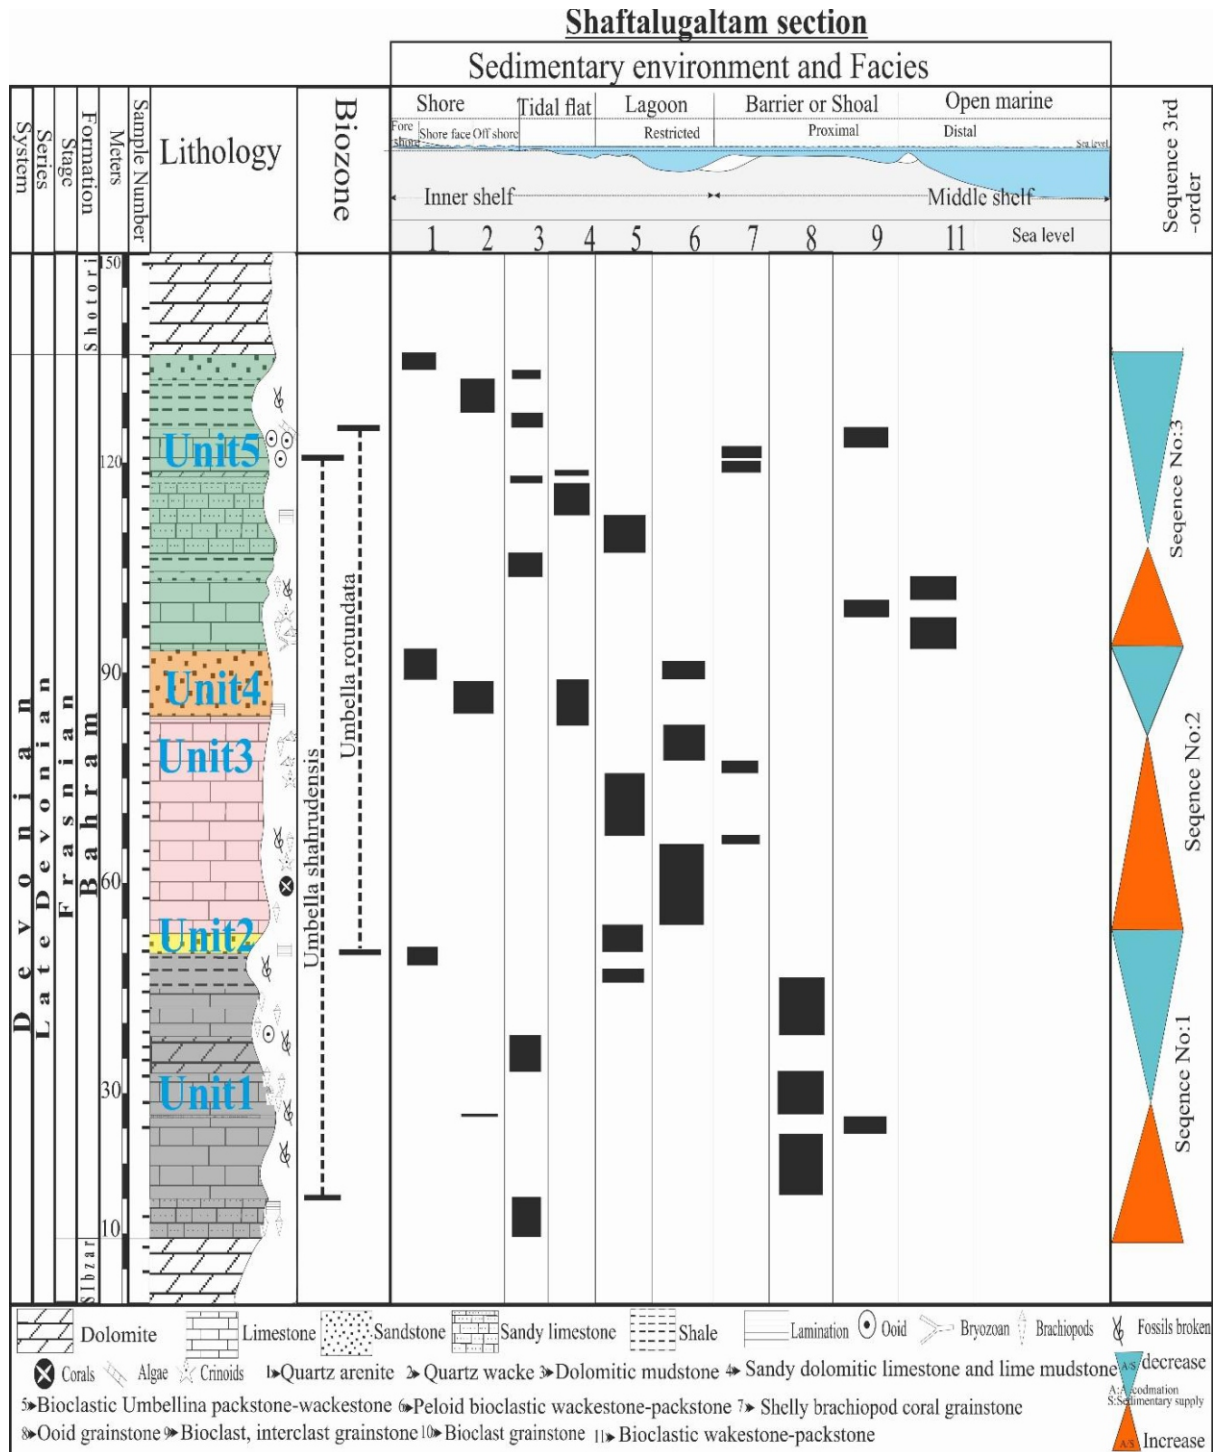 Shaftalugaltam section
Sedimentary environment and Facies
System
Series
Stage
Formation
Meters
Sample Number
Lithology
Biozone
Shore
Tidal flat
Lagoon
Barrier or Shoal
Open marine
Fore shore
Shore face
Off shore
Restricted
Proximal
Distal
Sea level
Inner shelf
Middle shelf
1 2 3 4 5 6 7 8 9 11 Sea level
Sequence 3rd
-order
Devonian
Late Devonian
Frasnian
Shotori
Bahram
SIbzar
150
120
90
60
30
10
Unit5
Unit4
Unit3
Unit2
Unit1
Umbella shahrudensis
Umbella rotundata
Seqence No:3
Seqence No:2
Seqence No:1
Dolomite
Limestone
Sandstone
Sandy limestone
Shale
Lamination
Ooid
Bryozoan
Brachiopods
Fossils broken
Corals
Algae
Crinoids
1 Quartz arenite 2 Quartz wacke 3 Dolomitic mudstone 4 Sandy dolomitic limestone and lime mudstone
A/S decrease
5 Bioclastic Umbellina packstone-wackestone 6 Peloid bioclastic wackestone-packstone 7 Shelly brachiopod coral grainstone
S:Sedimentary supply
8 Ooid grainstone 9 Bioclast, interclast grainstone 10 Bioclast grainstone 11 Bioclastic wakestone-packstone
A/S Increase